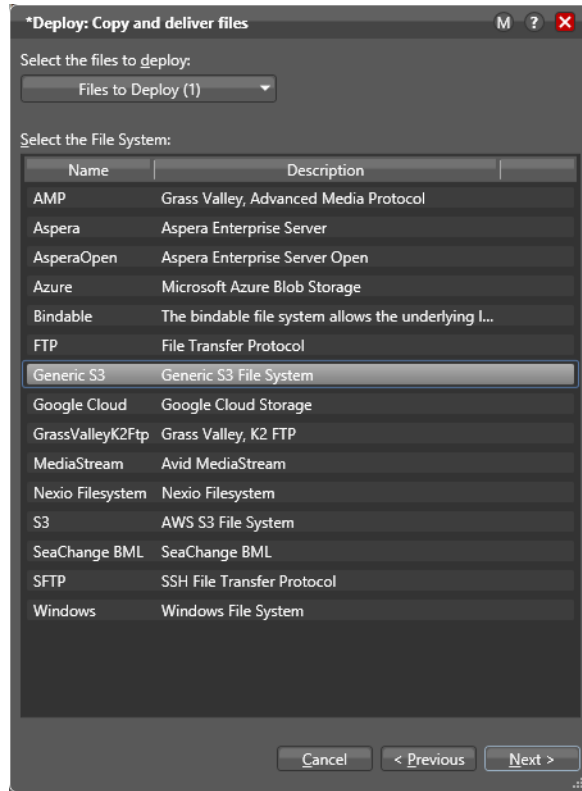 *Deploy: Copy and deliver files M ? X
Select the files to deploy:
Files to Deploy (1)
Select the File System:
Name Description
AMP Grass Valley, Advanced Media Protocol
Aspera Aspera Enterprise Server
AsperaOpen Aspera Enterprise Server Open
Azure Microsoft Azure Blob Storage
Bindable The bindable file system allows the underlying l...
FTP File Transfer Protocol
Generic S3 Generic S3 File System
Google Cloud Google Cloud Storage
GrassValleyK2Ftp Grass Valley, K2 FTP
MediaStream Avid MediaStream
Nexio Filesystem Nexio Filesystem
S3 AWS S3 File System
SeaChange BML SeaChange BML
SFTP SSH File Transfer Protocol
Windows Windows File System
Cancel < Previous Next >